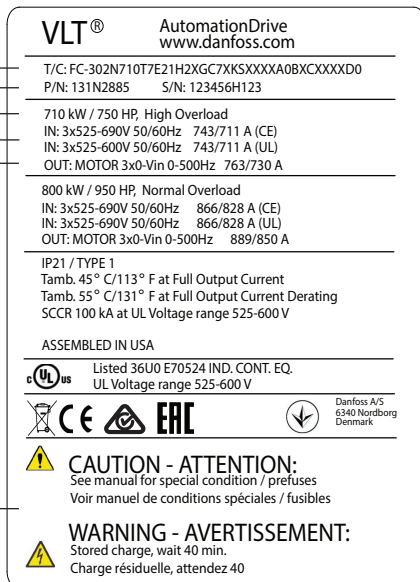 VLT® AutomationDrive
www.danfoss.com
T/C: FC-302N710T7E21H2XGC7XKSXXXXA0BXCXXXXD0
P/N: 131N2885 S/N: 123456H123
710 kW / 750 HP, High Overload
IN: 3x525-690V 50/60Hz 743/711 A (CE)
IN: 3x525-600V 50/60Hz 743/711 A (UL)
OUT: MOTOR 3x0-Vin 0-500Hz 763/730 A
800 kW / 950 HP, Normal Overload
IN: 3x525-690V 50/60Hz 866/828 A (CE)
IN: 3x525-690V 50/60Hz 866/828 A (UL)
OUT: MOTOR 3x0-Vin 0-500Hz 889/850 A
IP21 / TYPE 1
Tamb. 45° C/113° F at Full Output Current
Tamb. 55° C/131° F at Full Output Current Derating
SCCR 100 kA at UL Voltage range 525-600 V
ASSEMBLED IN USA
c UL us Listed 36U0 E70524 IND. CONT. EQ.
UL Voltage range 525-600 V
CE EAC
Danfoss A/S
6340 Nordborg
Denmark
CAUTION - ATTENTION:
See manual for special condition / prefuses
Voir manuel de conditions spéciales / fusibles
WARNING - AVERTISSEMENT:
Stored charge, wait 40 min.
Charge résiduelle, attendez 40